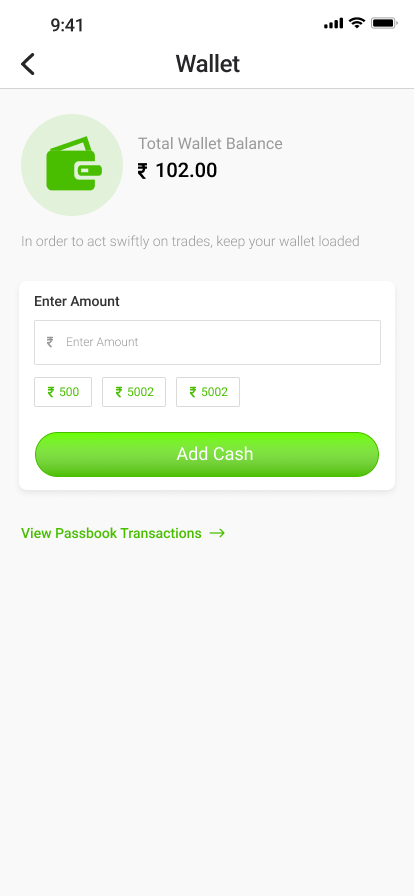 9:41
Wallet
Total Wallet Balance
₹ 102.00
In order to act swiftly on trades, keep your wallet loaded
Enter Amount
₹ Enter Amount
₹ 500 ₹ 5002 ₹ 5002
Add Cash
View Passbook Transactions →